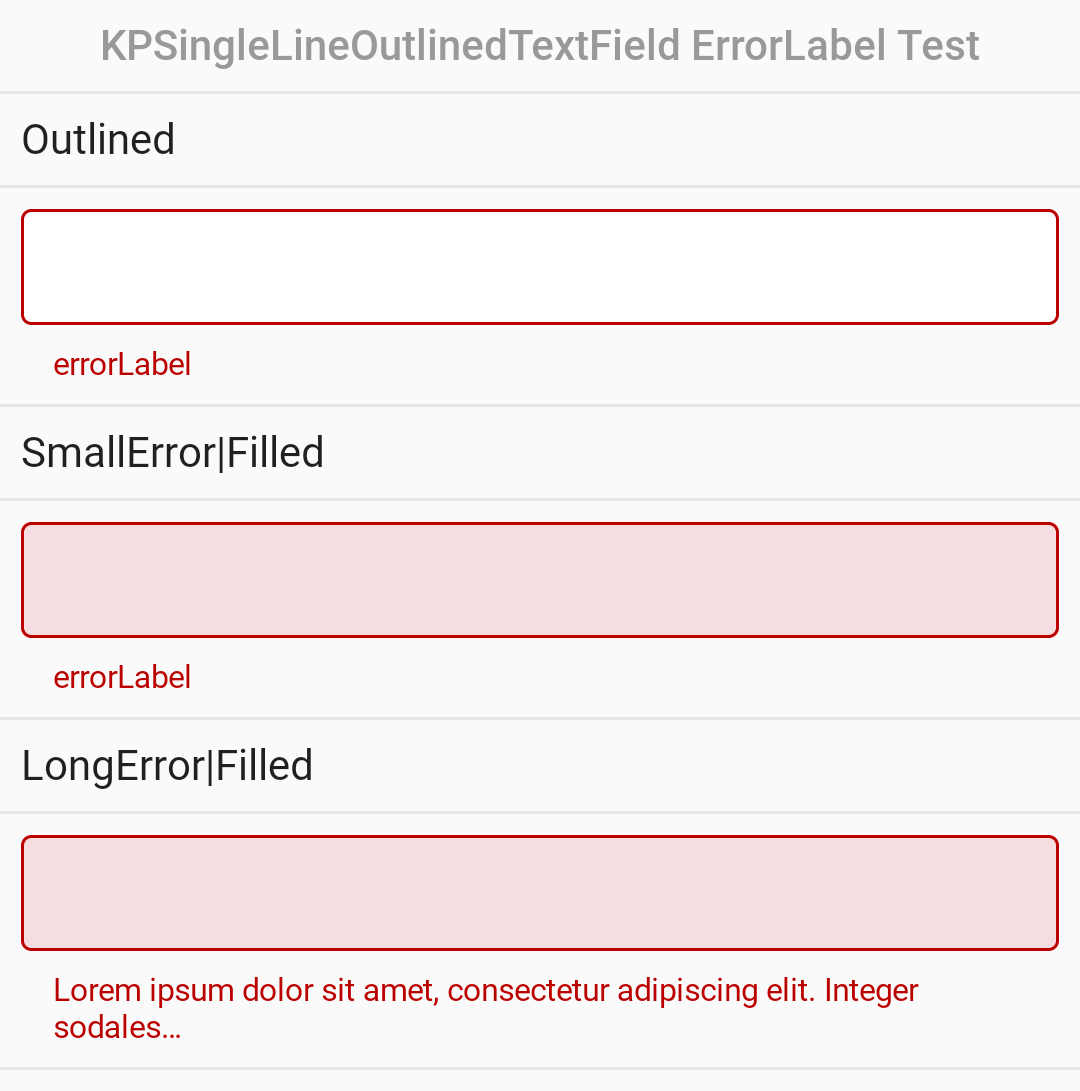 KPSingleLineOutlinedTextField ErrorLabel Test
Outlined
errorLabel
SmallError|Filled
errorLabel
LongError|Filled
Lorem ipsum dolor sit amet, consectetur adipiscing elit. Integer
sodales…